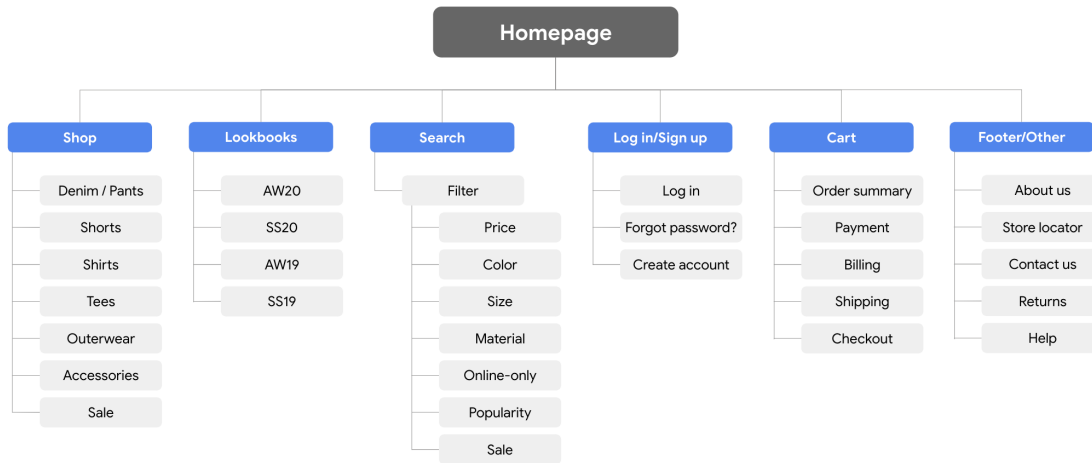 Homepage
Shop
Denim / Pants
Shorts
Shirts
Tees
Outerwear
Accessories
Sale
Lookbooks
AW20
SS20
AW19
SS19
Search
Filter
Price
Color
Size
Material
Online-only
Popularity
Sale
Log in/Sign up
Log in
Forgot password?
Create account
Cart
Order summary
Payment
Billing
Shipping
Checkout
Footer/Other
About us
Store locator
Contact us
Returns
Help